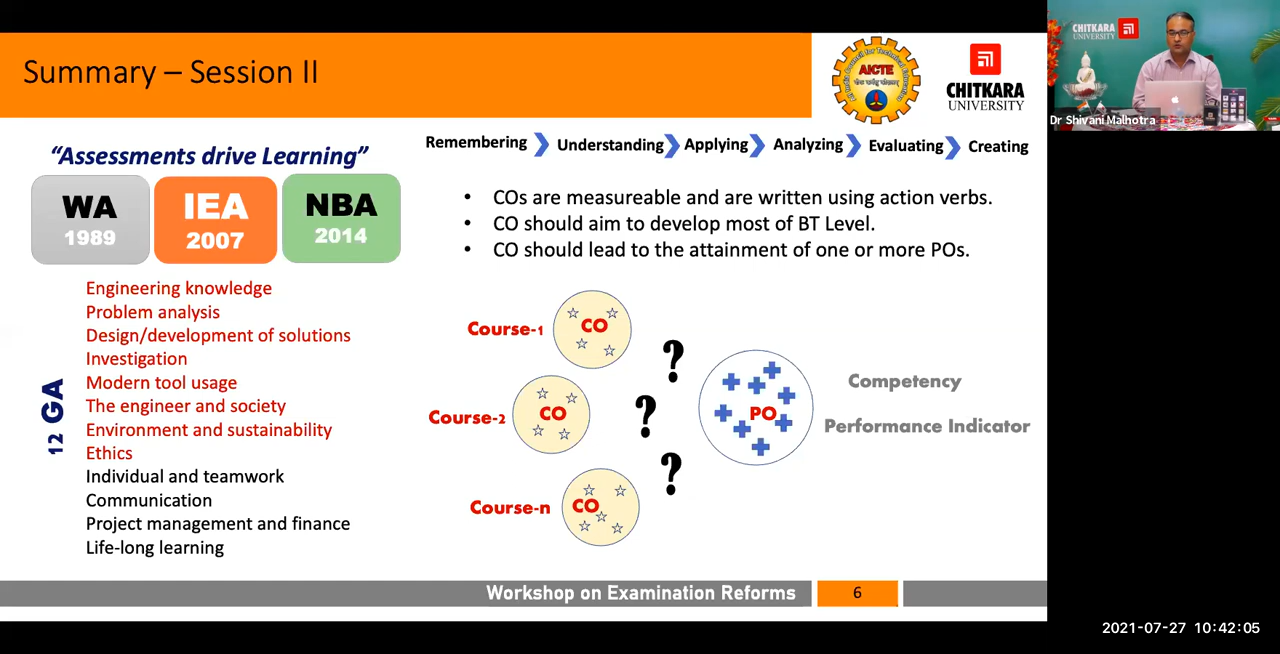 Summary – Session II
AICTE
CHITKARA
UNIVERSITY
CHITKARA
UNIVERSITY
Dr Shivani Malhotra
"Assessments drive Learning"
WA
1989
IEA
2007
NBA
2014
12 GA
Engineering knowledge
Problem analysis
Design/development of solutions
Investigation
Modern tool usage
The engineer and society
Environment and sustainability
Ethics
Individual and teamwork
Communication
Project management and finance
Life-long learning
Remembering
Understanding
Applying
Analyzing
Evaluating
Creating
• COs are measureable and are written using action verbs.
• CO should aim to develop most of BT Level.
• CO should lead to the attainment of one or more POs.
Course-1
CO
?
Course-2
CO
?
Course-n
CO
?
PO
Competency
Performance Indicator
Workshop on Examination Reforms
6
2021-07-27 10:42:05